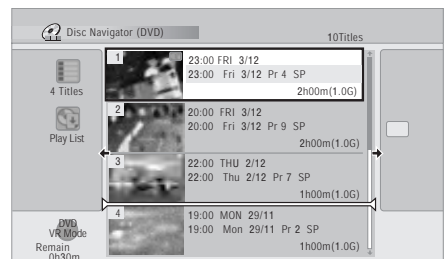 Disc Navigator (DVD)
10Titles
4 Titles
Play List
DVD
VR Mode
Remain
0h30m
1
23:00 FRI 3/12
23:00 Fri 3/12 Pr 4 SP
2h00m(1.0G)
2
20:00 FRI 3/12
20:00 Fri 3/12 Pr 9 SP
2h00m(1.0G)
3
22:00 THU 2/12
22:00 Thu 2/12 Pr 7 SP
1h00m(1.0G)
4
19:00 MON 29/11
19:00 Mon 29/11 Pr 2 SP
1h00m(1.0G)